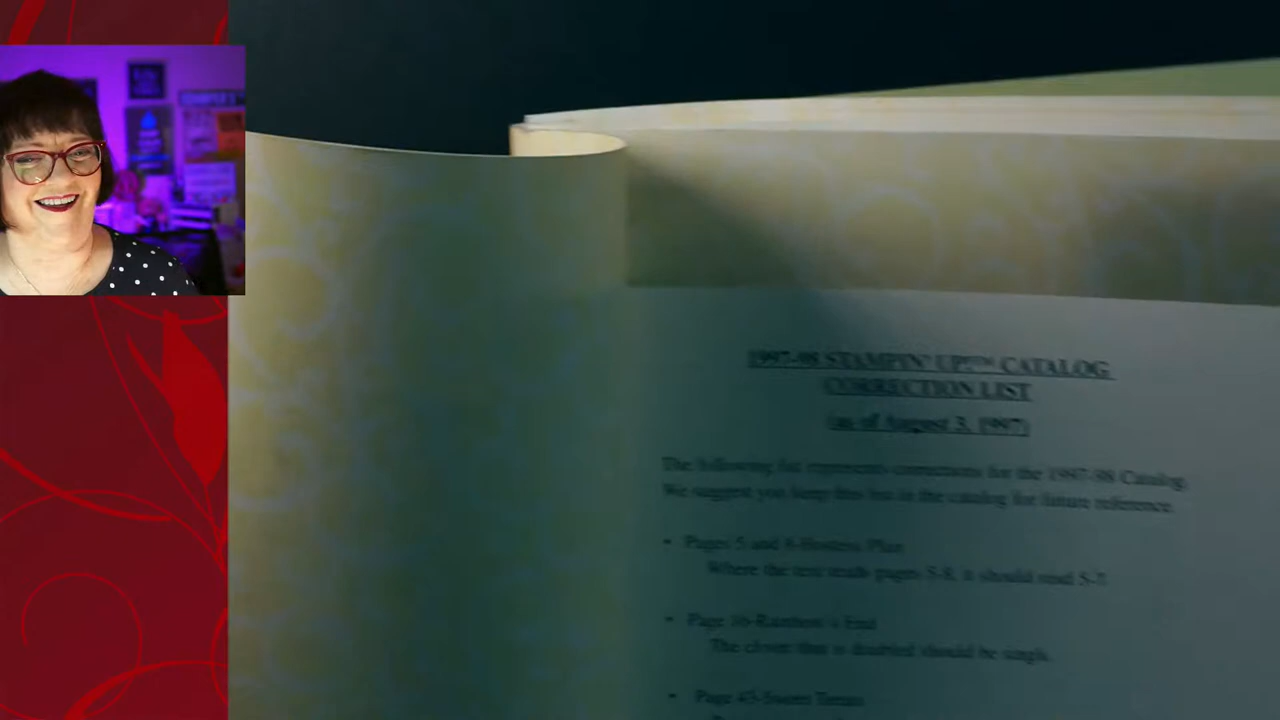 1997-98 STAMPIN' UP!™ CATALOG
CORRECTION LIST
(as of August 3, 1997)
The following list represents corrections for the 1997-98 Catalog.
We suggest you keep this list in the catalog for future reference.
• Pages 5 and 8-Hostess Plan
Where the text reads pages 5-8, it should read 5-7.
• Page 16-Rainbow's End
The clover that is doubled should be single.
• Page 43-Sweet